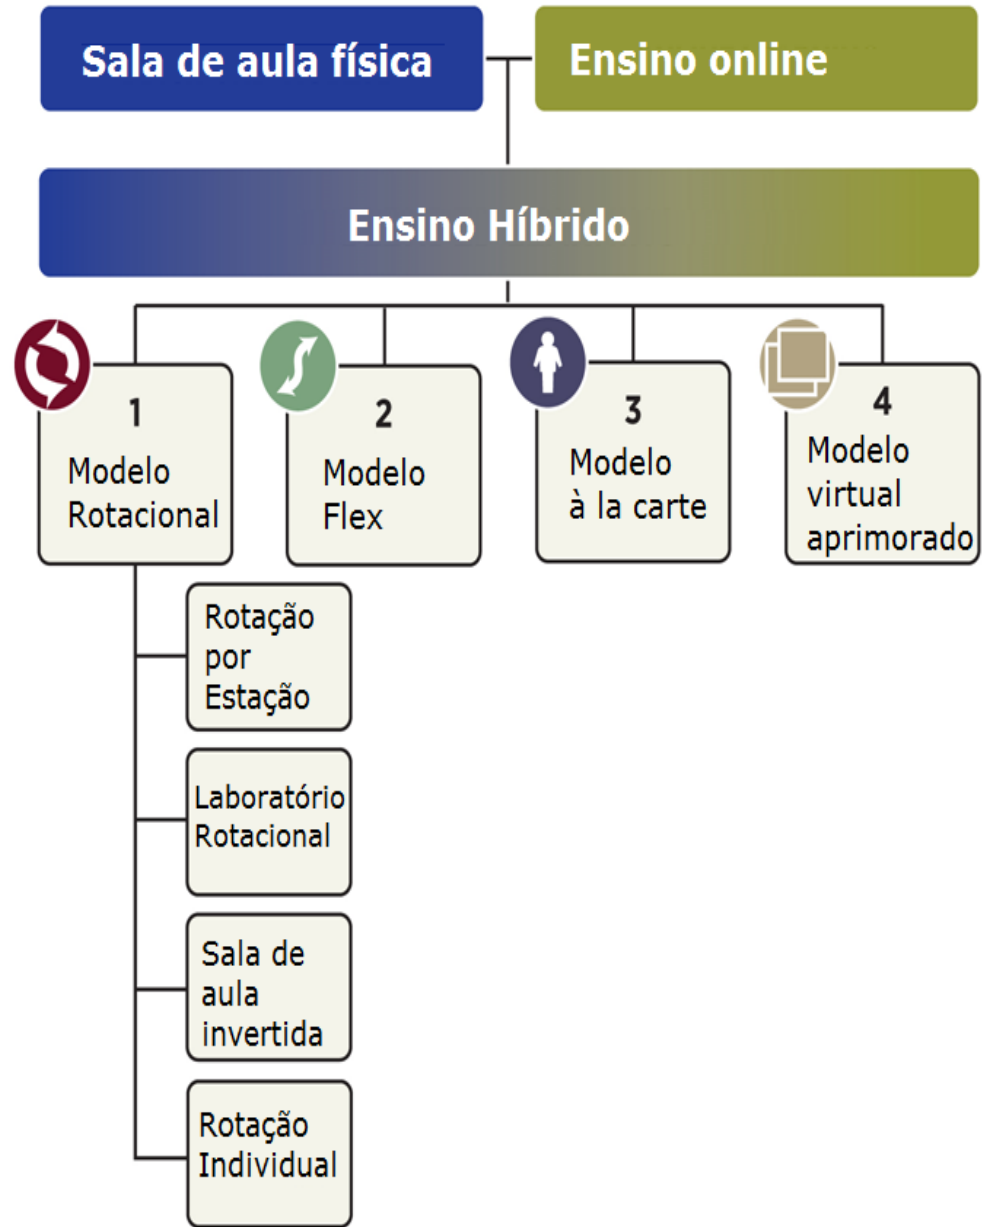 Sala de aula física
Ensino online
Ensino Híbrido
1
Modelo
Rotacional
2
Modelo
Flex
3
Modelo
à la carte
4
Modelo
virtual
aprimorado
Rotação
por
Estação
Laboratório
Rotacional
Sala de
aula
invertida
Rotação
Individual